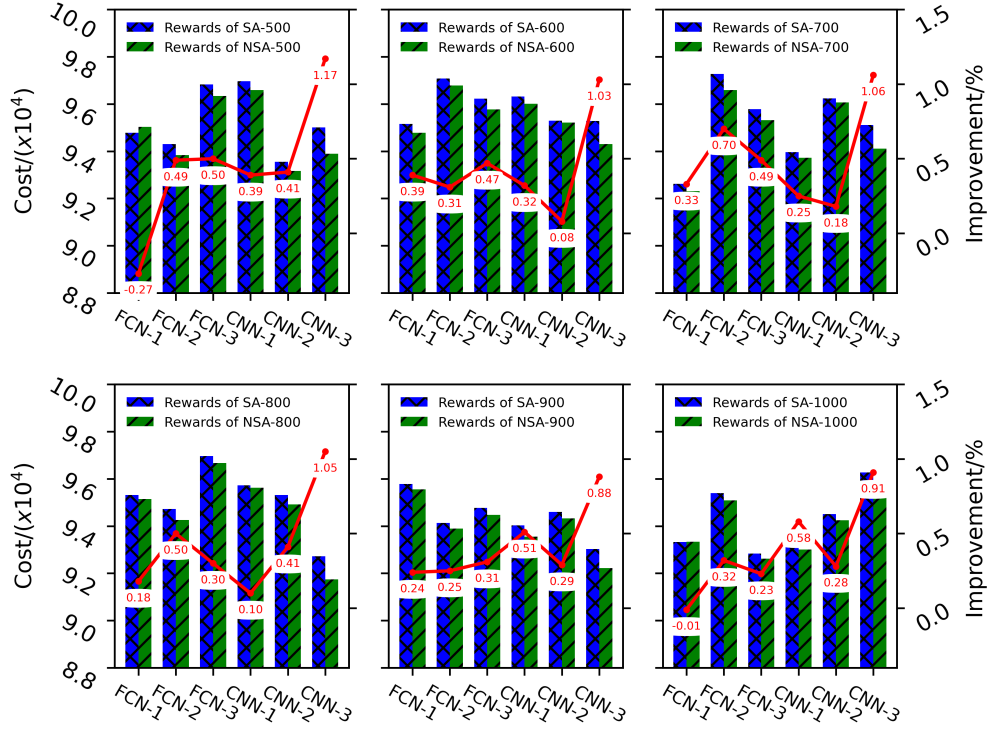 10.0
9.8
9.6
9.4
9.2
9.0
8.8
Cost/(x10⁴)
Rewards of SA-500
Rewards of NSA-500
-0.27
0.49
0.50
0.39
0.41
1.17
FCN-1
FCN-2
FCN-3
CNN-1
CNN-2
CNN-3
Rewards of SA-600
Rewards of NSA-600
0.39
0.31
0.47
0.32
0.08
1.03
FCN-1
FCN-2
FCN-3
CNN-1
CNN-2
CNN-3
Rewards of SA-700
Rewards of NSA-700
0.33
0.70
0.49
0.25
0.18
1.06
FCN-1
FCN-2
FCN-3
CNN-1
CNN-2
CNN-3
1.5
1.0
0.5
0.0
Improvement/%
10.0
9.8
9.6
9.4
9.2
9.0
8.8
Cost/(x10⁴)
Rewards of SA-800
Rewards of NSA-800
0.18
0.50
0.30
0.10
0.41
1.05
FCN-1
FCN-2
FCN-3
CNN-1
CNN-2
CNN-3
Rewards of SA-900
Rewards of NSA-900
0.24
0.25
0.31
0.51
0.29
0.88
FCN-1
FCN-2
FCN-3
CNN-1
CNN-2
CNN-3
Rewards of SA-1000
Rewards of NSA-1000
-0.01
0.32
0.23
0.58
0.28
0.91
FCN-1
FCN-2
FCN-3
CNN-1
CNN-2
CNN-3
1.5
1.0
0.5
0.0
Improvement/%